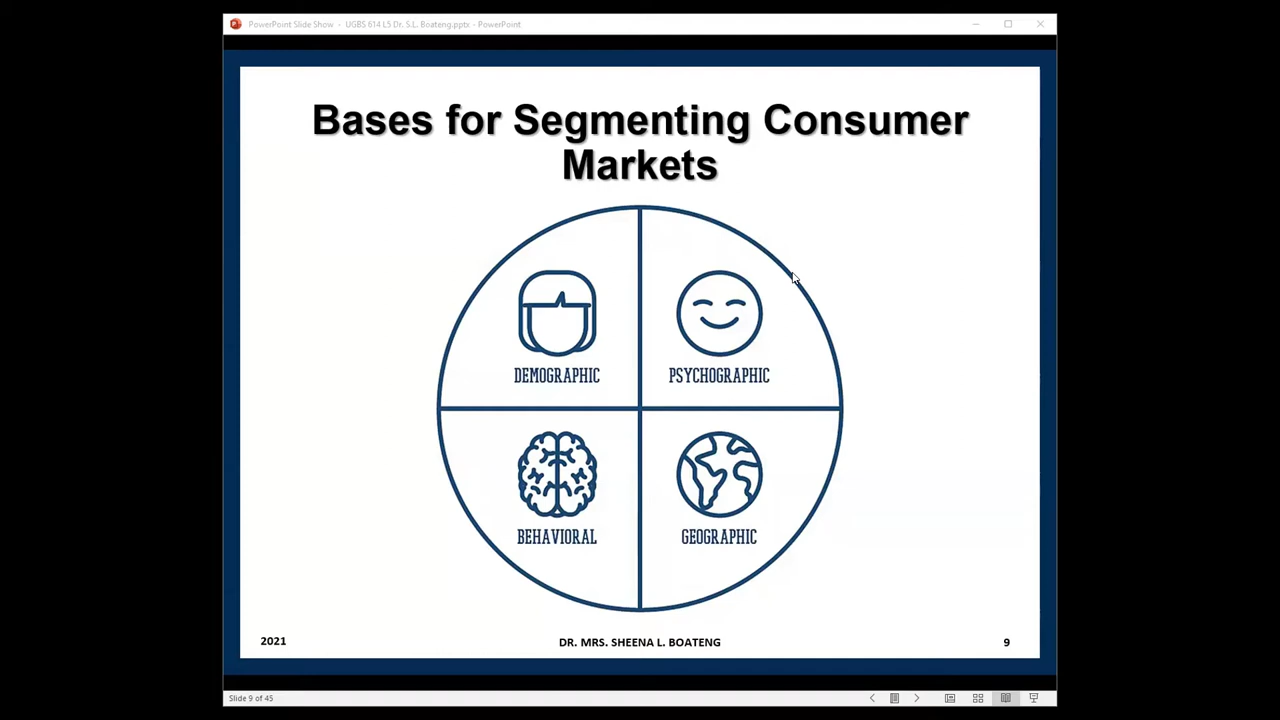 PowerPoint Slide Show - UGBS 614 L5 Dr. S.L. Boateng.pptx - PowerPoint
Bases for Segmenting Consumer
Markets
DEMOGRAPHIC
PSYCHOGRAPHIC
BEHAVIORAL
GEOGRAPHIC
2021
DR. MRS. SHEENA L. BOATENG
9
Slide 9 of 45